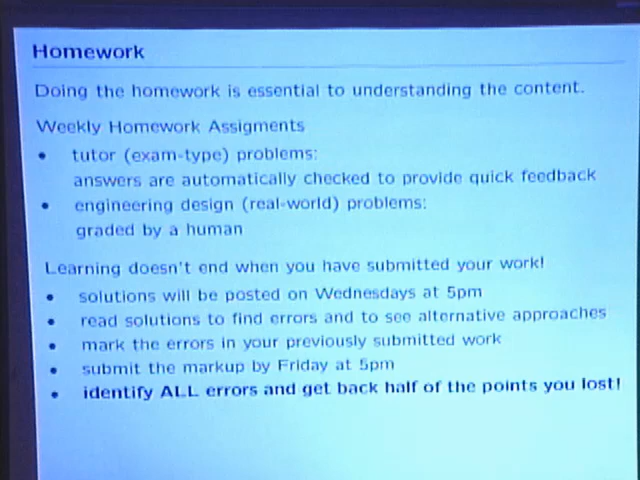 Homework
Doing the homework is essential to understanding the content.
Weekly Homework Assigments
• tutor (exam-type) problems:
answers are automatically checked to provide quick feedback
• engineering design (real-world) problems:
graded by a human
Learning doesn't end when you have submitted your work!
• solutions will be posted on Wednesdays at 5pm
• read solutions to find errors and to see alternative approaches
• mark the errors in your previously submitted work
• submit the markup by Friday at 5pm
• identify ALL errors and get back half of the points you lost!